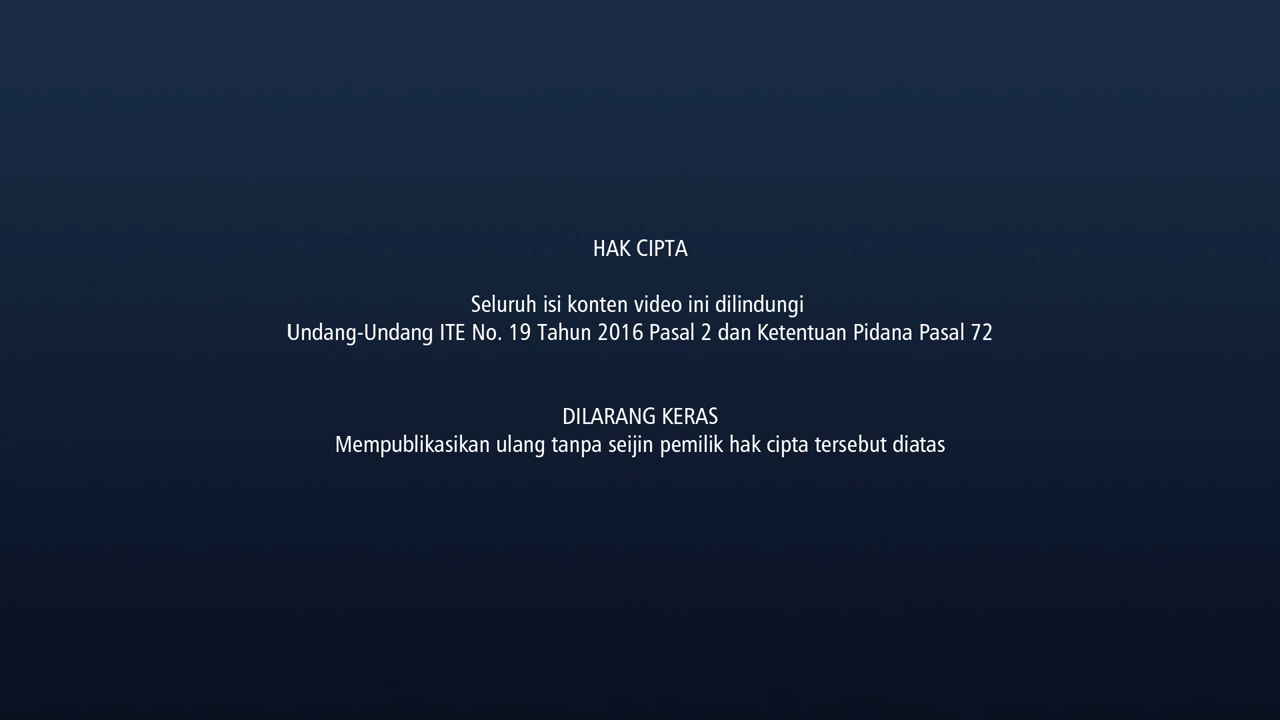 HAK CIPTA
Seluruh isi konten video ini dilindungi
Undang-Undang ITE No. 19 Tahun 2016 Pasal 2 dan Ketentuan Pidana Pasal 72
DILARANG KERAS
Mempublikasikan ulang tanpa seijin pemilik hak cipta tersebut diatas